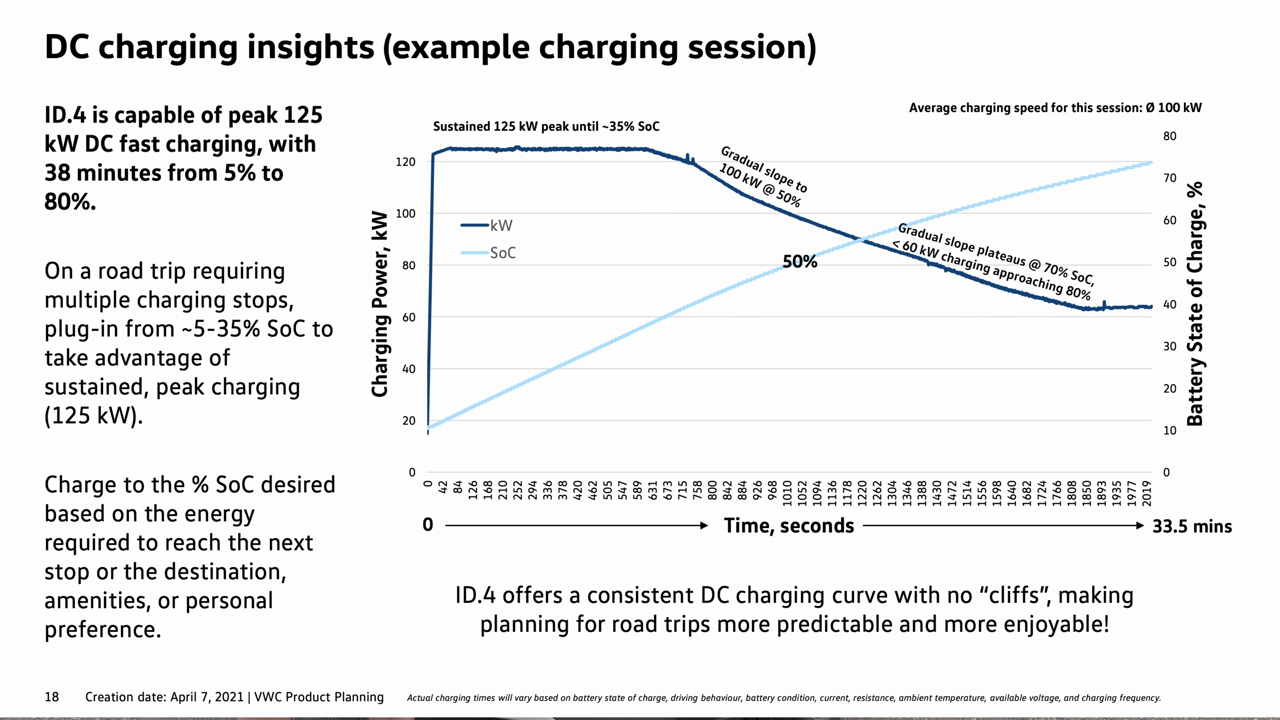 DC charging insights (example charging session)
ID.4 is capable of peak 125
kW DC fast charging, with
38 minutes from 5% to
80%.
On a road trip requiring
multiple charging stops,
plug-in from ~5-35% SoC to
take advantage of
sustained, peak charging
(125 kW).
Charge to the % SoC desired
based on the energy
required to reach the next
stop or the destination,
amenities, or personal
preference.
Average charging speed for this session: Ø 100 kW
Sustained 125 kW peak until ~35% SoC
Gradual slope to
100 kW @ 50%
Gradual slope plateaus @ 70% SoC,
< 60 kW charging approaching 80%
50%
kW
SoC
Charging Power, kW
120
100
80
60
40
20
0
Battery State of Charge, %
80
70
60
50
40
30
20
10
0
0 42 84 126 168 210 252 294 336 378 420 462 505 547 589 631 673 715 758 800 842 884 926 968 1010 1052 1094 1136 1178 1220 1262 1304 1346 1388 1430 1472 1514 1556 1598 1640 1682 1724 1766 1808 1850 1893 1935 1977 2019
0 Time, seconds 33.5 mins
ID.4 offers a consistent DC charging curve with no “cliffs”, making
planning for road trips more predictable and more enjoyable!
18 Creation date: April 7, 2021 | VWC Product Planning Actual charging times will vary based on battery state of charge, driving behaviour, battery condition, current, resistance, ambient temperature, available voltage, and charging frequency.